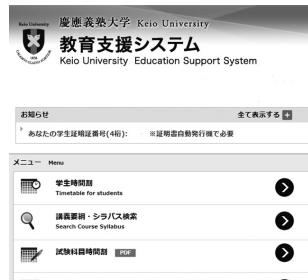 Keio University
慶應義塾大学 Keio University
教育支援システム
Keio University Education Support System
お知らせ 全て表示する +
あなたの学生証暗証番号(4桁): ※証明書自動発行機で必要
メニュー Menu
学生時間割
Timetable for students
講義要綱・シラバス検索
Search Course Syllabus
試験科目時間割 PDF